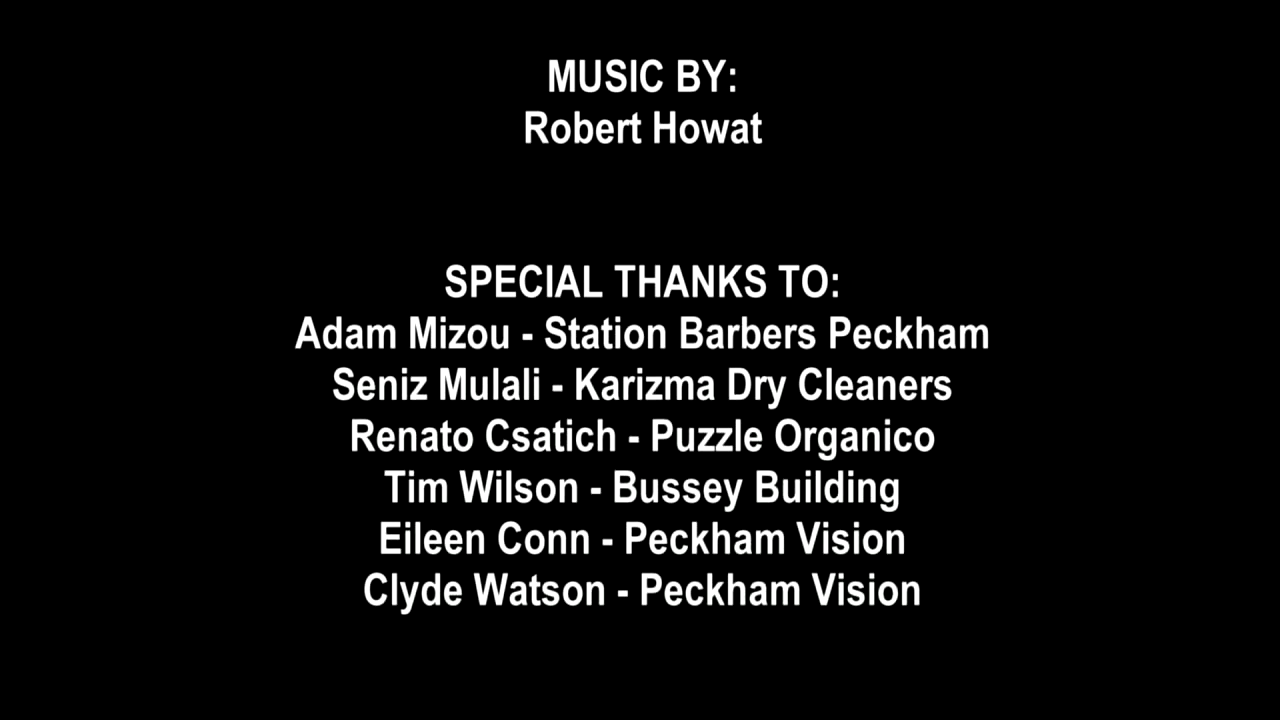 MUSIC BY:
Robert Howat
SPECIAL THANKS TO:
Adam Mizou - Station Barbers Peckham
Seniz Mulali - Karizma Dry Cleaners
Renato Csatich - Puzzle Organico
Tim Wilson - Bussey Building
Eileen Conn - Peckham Vision
Clyde Watson - Peckham Vision